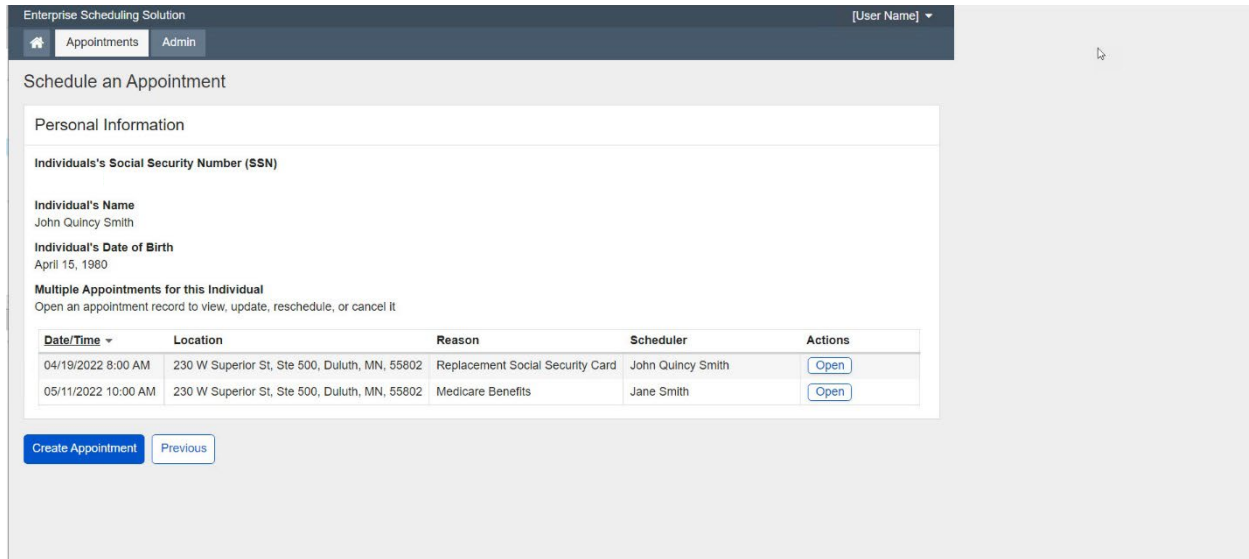 Enterprise Scheduling Solution [User Name]
Appointments Admin
Schedule an Appointment
Personal Information
Individuals's Social Security Number (SSN)
Individual's Name
John Quincy Smith
Individual's Date of Birth
April 15, 1980
Multiple Appointments for this Individual
Open an appointment record to view, update, reschedule, or cancel it
Date/Time Location Reason Scheduler Actions
04/19/2022 8:00 AM 230 W Superior St, Ste 500, Duluth, MN, 55802 Replacement Social Security Card John Quincy Smith Open
05/11/2022 10:00 AM 230 W Superior St, Ste 500, Duluth, MN, 55802 Medicare Benefits Jane Smith Open
Create Appointment Previous